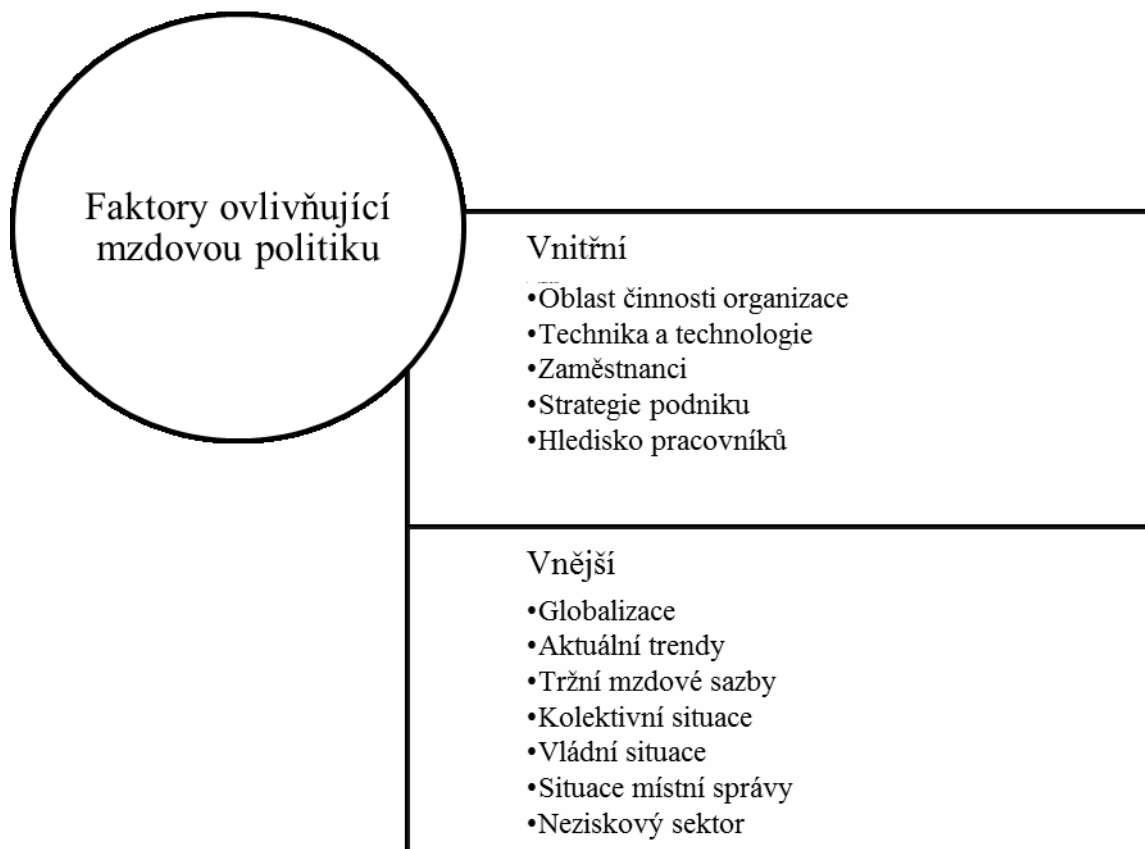 Faktory ovlivňující
mzdovou politiku
Vnitřní
•Oblast činnosti organizace
•Technika a technologie
•Zaměstnanci
•Strategie podniku
•Hledisko pracovníků
Vnější
•Globalizace
•Aktuální trendy
•Tržní mzdové sazby
•Kolektivní situace
•Vládní situace
•Situace místní správy
•Neziskový sektor